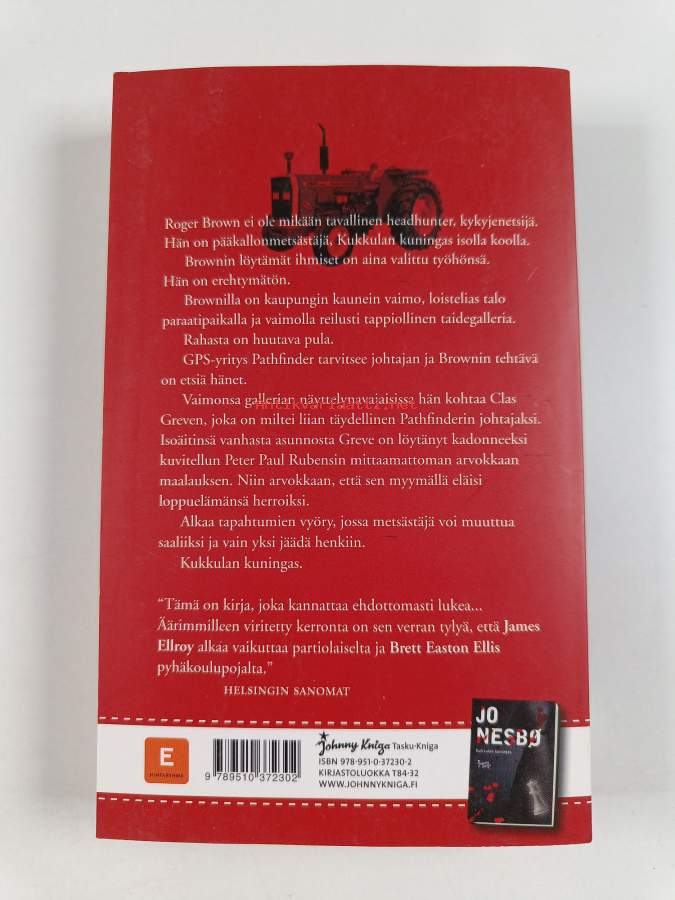 Roger Brown ei ole mikään tavallinen headhunter, kykyjenetsijä.
Hän on pääkallonmetsästäjä, Kukkulan kuningas isolla koolla.
Brownin löytämät ihmiset on aina valittu työhönsä.
Hän on erehtymätön.
Brownilla on kaupungin kaunein vaimo, loistelias talo
paraatipaikalla ja vaimolla reilusti tappiollinen taidegalleria.
Rahasta on huutava pula.
GPS-yritys Pathfinder tarvitsee johtajan ja Brownin tehtävä
on etsiä hänet.
Vaimonsa gallerian näyttelynavajaisissa hän kohtaa Clas
Greven, joka on miltei liian täydellinen Pathfinderin johtajaksi.
Isoäitinsä vanhasta asunnosta Greve on löytänyt kadonneeksi
kuvitellun Peter Paul Rubensin mittaamattoman arvokkaan
maalauksen. Niin arvokkaan, että sen myymällä eläisi
loppuelämänsä herroiksi.
Alkaa tapahtumien vyöry, jossa metsästäjä voi muuttua
saaliiksi ja vain yksi jäädä henkiin.
Kukkulan kuningas.
"Tämä on kirja, joka kannattaa ehdottomasti lukea...
Äärimmilleen viritetty kerronta on sen verran tylyä, että James
Ellroy alkaa vaikuttaa partiolaiselta ja Brett Easton Ellis
pyhäkoulupojalta."
HELSINGIN SANOMAT
E
HINTARYHMÄ
9 789510 372302
Johnny Kniga Tasku-Kniga
ISBN 978-951-0-37230-2
KIRJASTOLUOKKA T84-32
WWW.JOHNNYKNIGA.FI
JO
NESBØ
Kukkulan kuningas